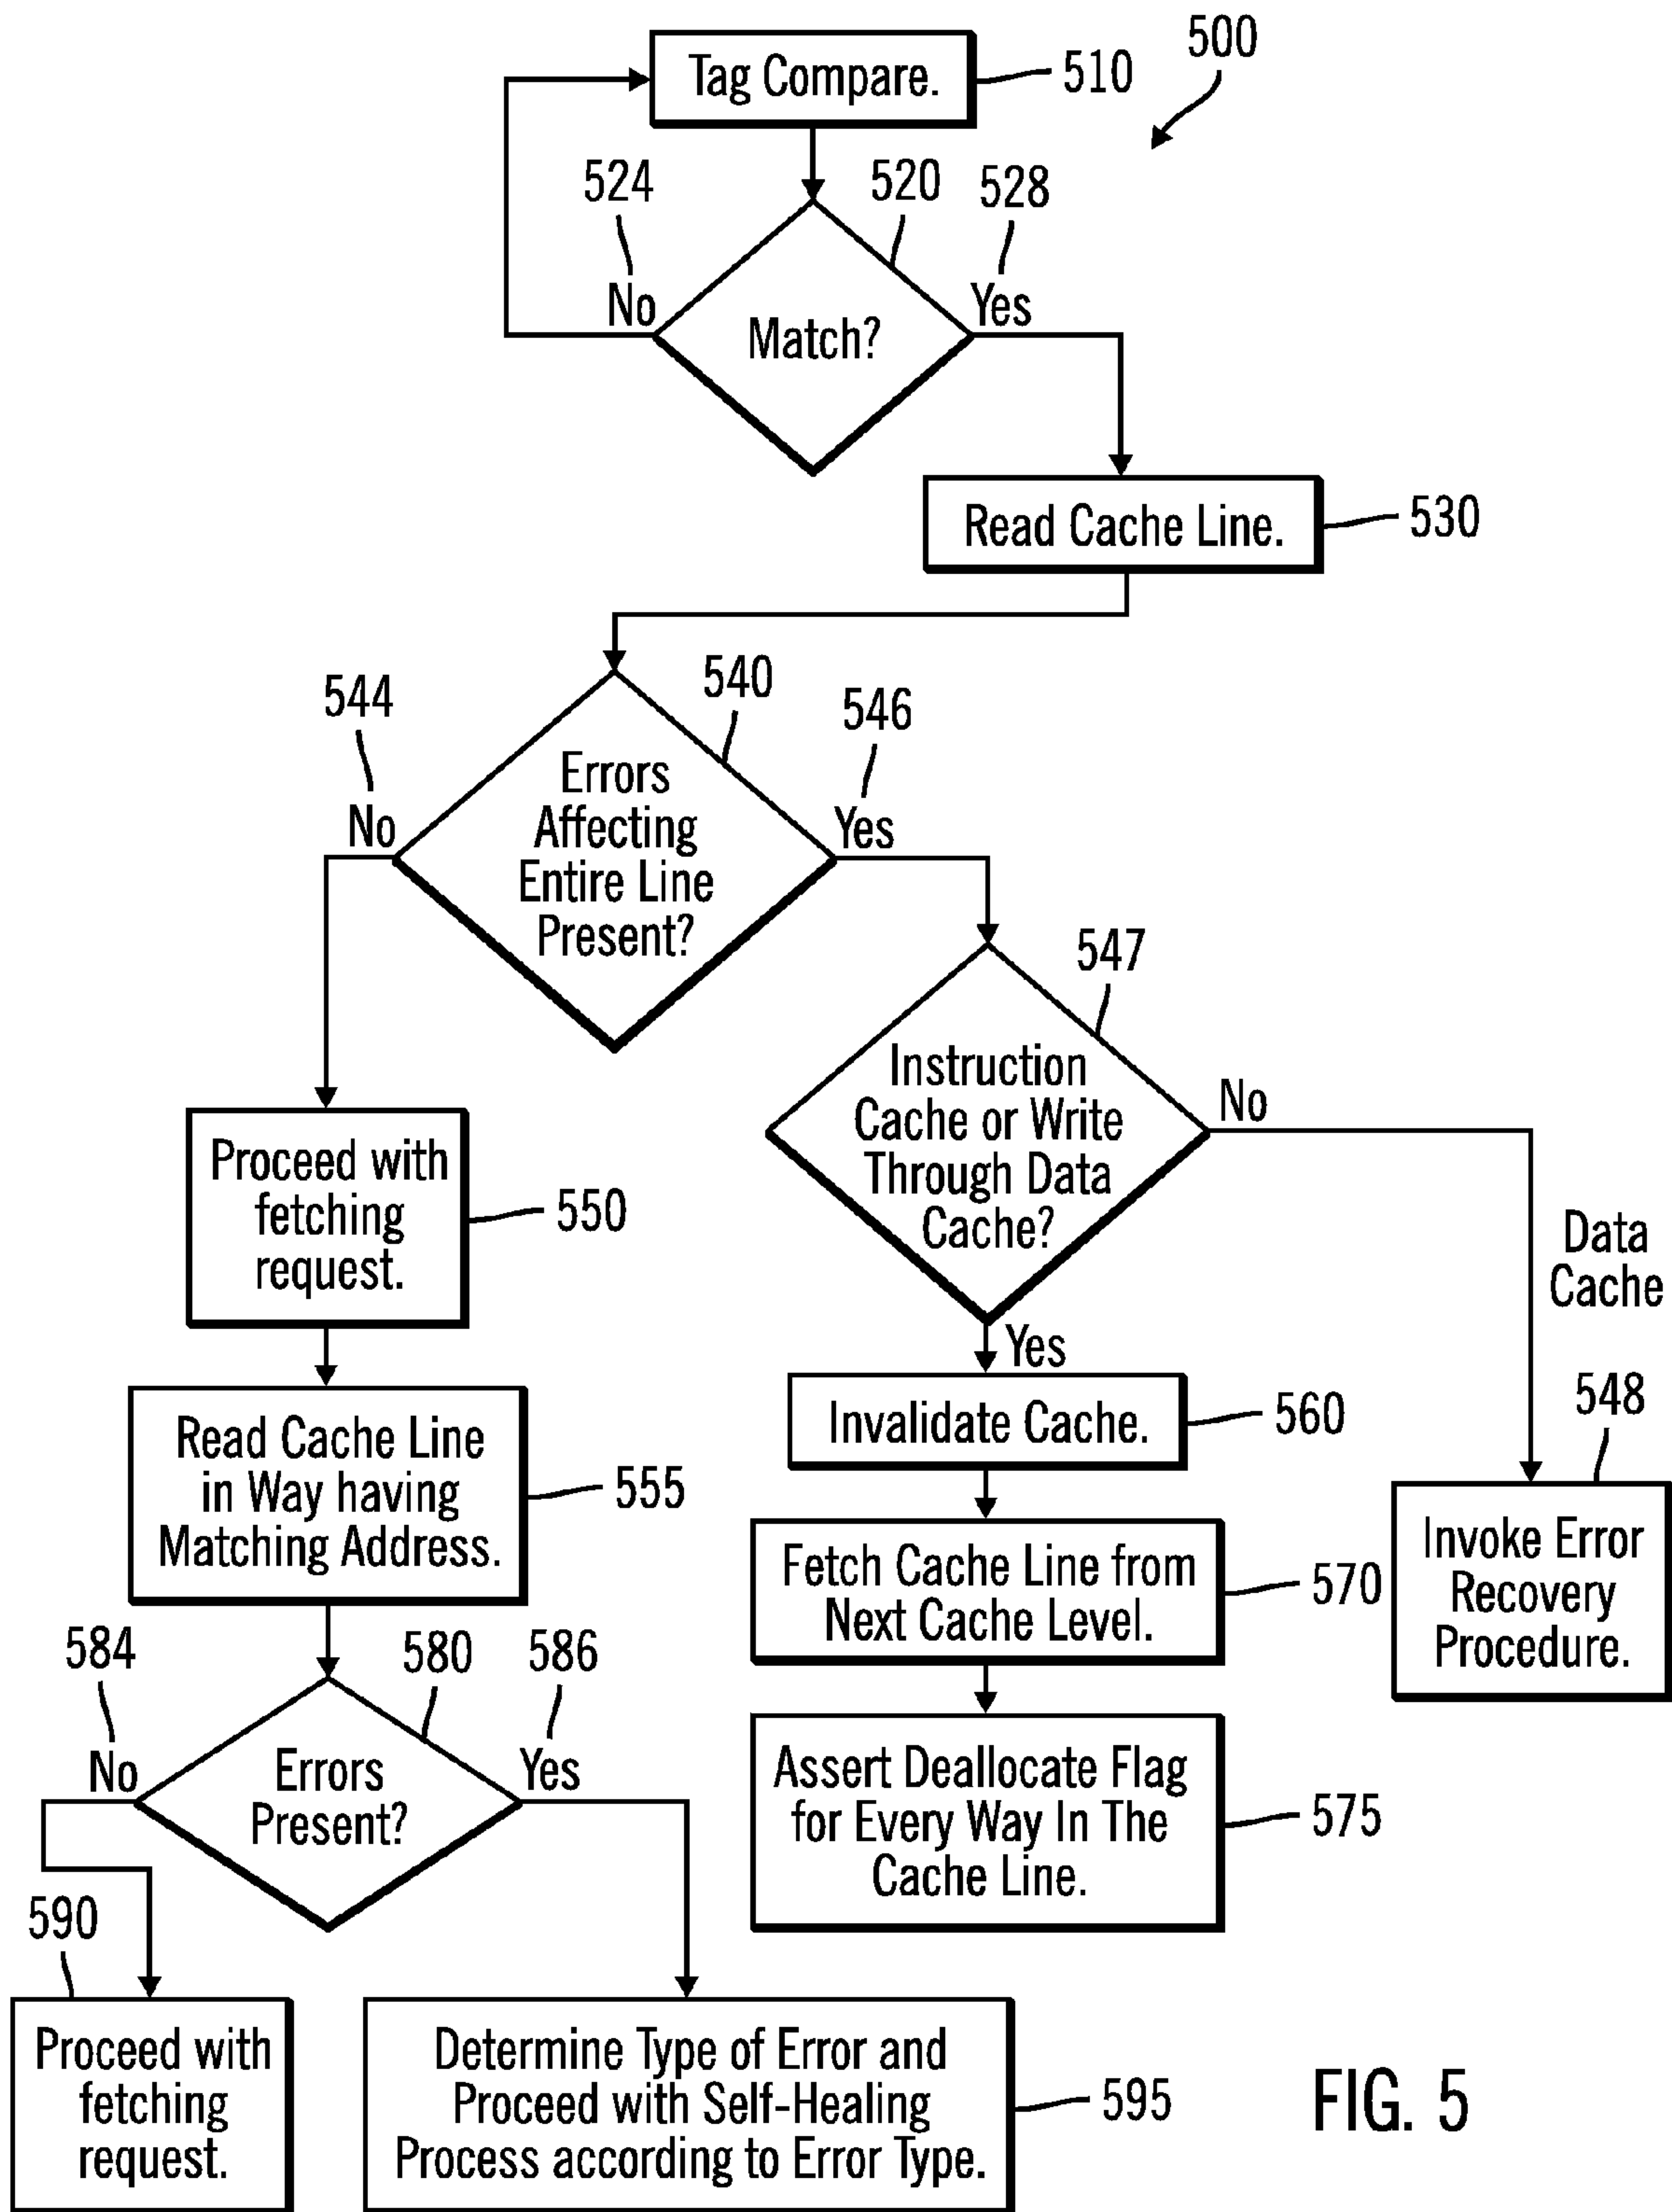 500
Tag Compare.
510
524
520
528
No
Yes
Match?
Read Cache Line.
530
544
540
546
No
Yes
Errors
Affecting
Entire Line
Present?
547
Instruction
Cache or Write
Through Data
Cache?
No
Data
Cache
Yes
Proceed with
fetching
request.
550
Read Cache Line
in Way having
Matching Address.
555
Invalidate Cache.
560
548
Invoke Error
Recovery
Procedure.
Fetch Cache Line from
Next Cache Level.
570
Assert Deallocate Flag
for Every Way In The
Cache Line.
575
584
580
586
No
Yes
Errors
Present?
590
Proceed with
fetching
request.
Determine Type of Error and
Proceed with Self-Healing
Process according to Error Type.
595
FIG. 5